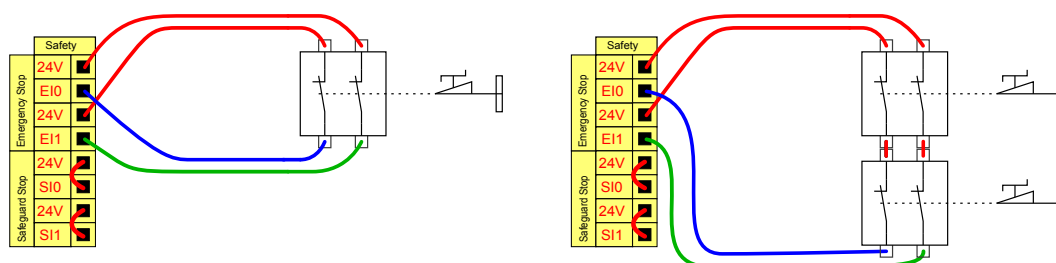 Safety
Emergency Stop
24V
EI0
24V
EI1
Safeguard Stop
24V
SI0
24V
SI1
Safety
Emergency Stop
24V
EI0
24V
EI1
Safeguard Stop
24V
SI0
24V
SI1